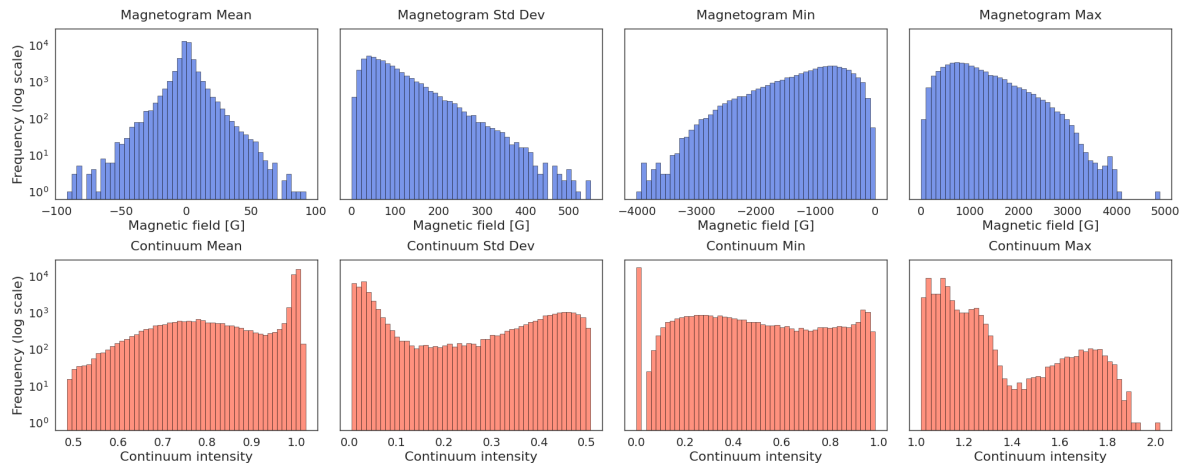 Magnetogram Mean
Magnetogram Std Dev
Magnetogram Min
Magnetogram Max
Frequency (log scale)
10⁴
10³
10²
10¹
10⁰
−100 −50 0 50 100
0 100 200 300 400 500
−4000 −3000 −2000 −1000 0
0 1000 2000 3000 4000 5000
Magnetic field [G]
Magnetic field [G]
Magnetic field [G]
Magnetic field [G]
Continuum Mean
Continuum Std Dev
Continuum Min
Continuum Max
Frequency (log scale)
10⁴
10³
10²
10¹
10⁰
0.5 0.6 0.7 0.8 0.9 1.0
0.0 0.1 0.2 0.3 0.4 0.5
0.0 0.2 0.4 0.6 0.8 1.0
1.0 1.2 1.4 1.6 1.8 2.0
Continuum intensity
Continuum intensity
Continuum intensity
Continuum intensity